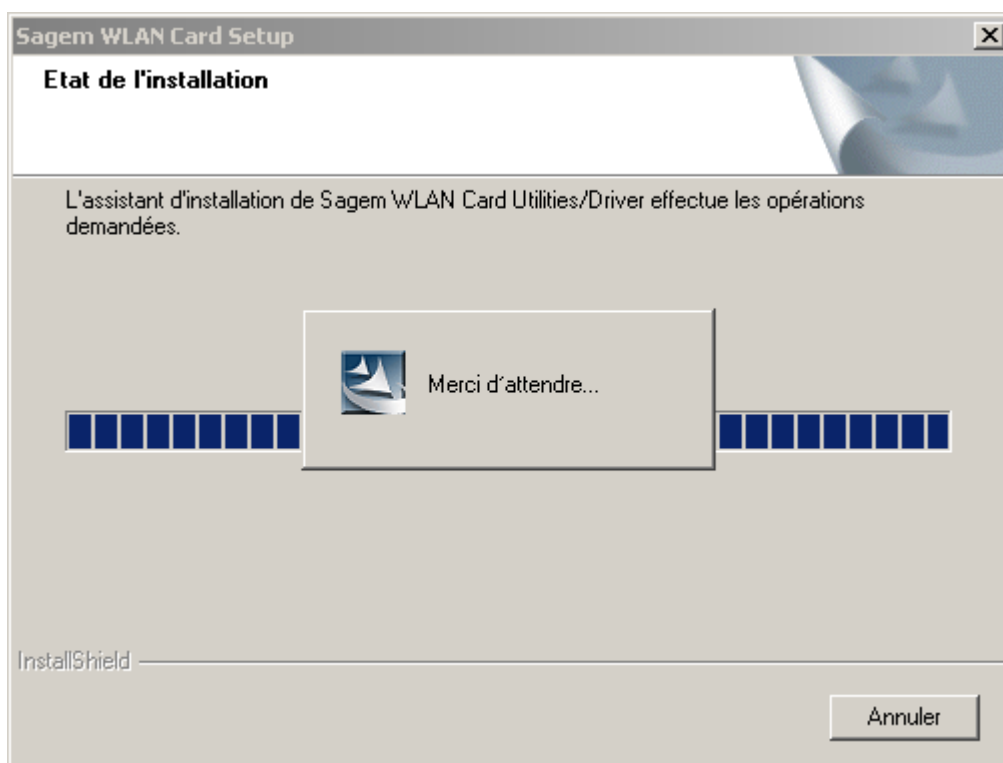 Sagem WLAN Card Setup
Etat de l'installation
L'assistant d'installation de Sagem WLAN Card Utilities/Driver effectue les opérations
demandées.
Merci d´attendre...
InstallShield
Annuler